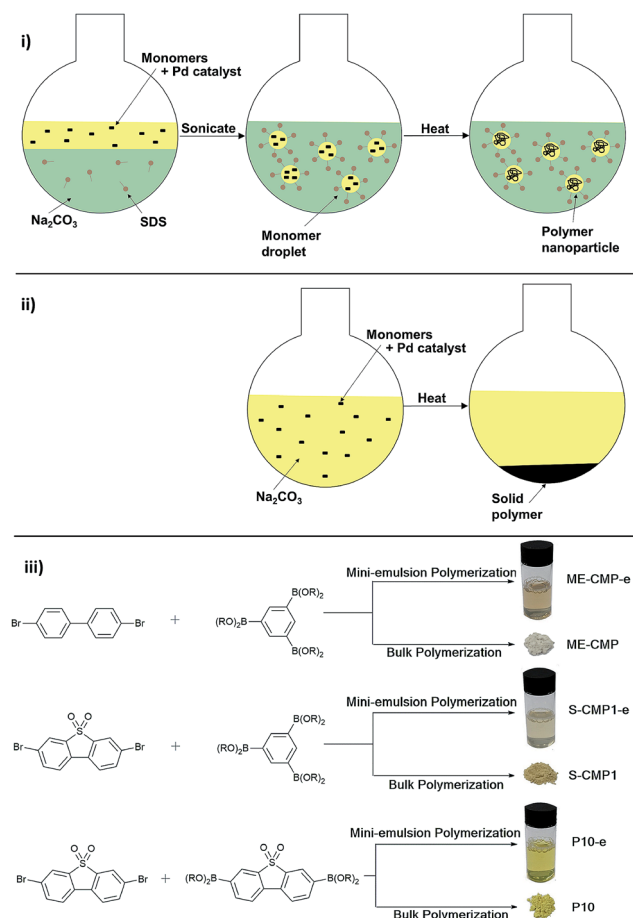 i)
Monomers
+ Pd catalyst
Sonicate
Heat
Na₂CO₃
SDS
Monomer
droplet
Polymer
nanoparticle
ii)
Monomers
+ Pd catalyst
Heat
Na₂CO₃
Solid
polymer
iii)
Br
Br
+
B(OR)₂
(RO)₂B
B(OR)₂
Mini-emulsion Polymerization
ME-CMP-e
Bulk Polymerization
ME-CMP
O O
S
Br
Br
+
B(OR)₂
(RO)₂B
B(OR)₂
Mini-emulsion Polymerization
S-CMP1-e
Bulk Polymerization
S-CMP1
O O
S
Br
Br
+
O O
S
(RO)₂B
B(OR)₂
Mini-emulsion Polymerization
P10-e
Bulk Polymerization
P10